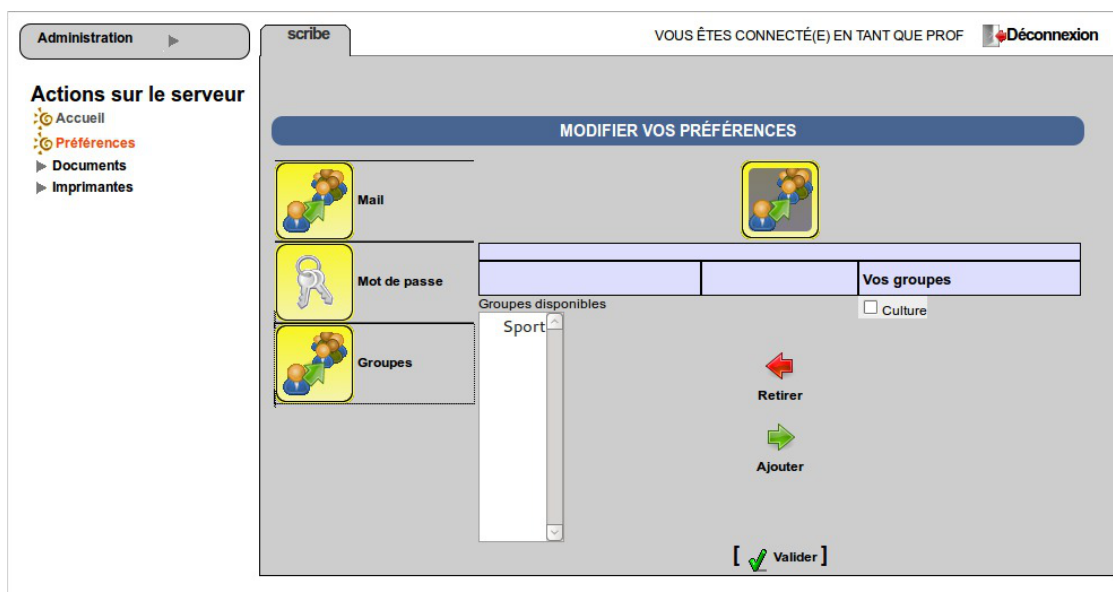 Administration
scribe
VOUS ÊTES CONNECTÉ(E) EN TANT QUE PROF
Déconnexion
Actions sur le serveur
Accueil
Préférences
Documents
Imprimantes
MODIFIER VOS PRÉFÉRENCES
Mail
Mot de passe
Groupes
Vos groupes
Groupes disponibles
Culture
Sport
Retirer
Ajouter
[ Valider ]